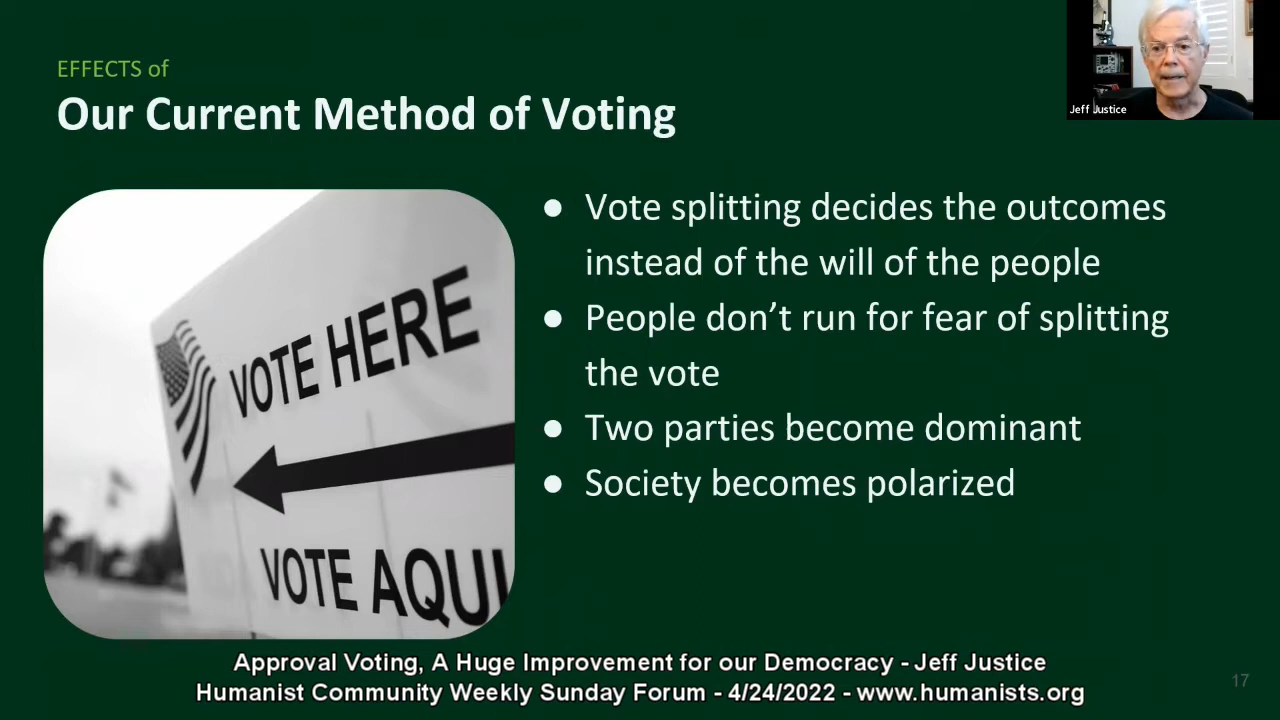 EFFECTS of
Our Current Method of Voting
Jeff Justice
VOTE HERE
VOTE AQUI
● Vote splitting decides the outcomes
instead of the will of the people
● People don’t run for fear of splitting
the vote
● Two parties become dominant
● Society becomes polarized
Approval Voting, A Huge Improvement for our Democracy - Jeff Justice
Humanist Community Weekly Sunday Forum - 4/24/2022 - www.humanists.org
17